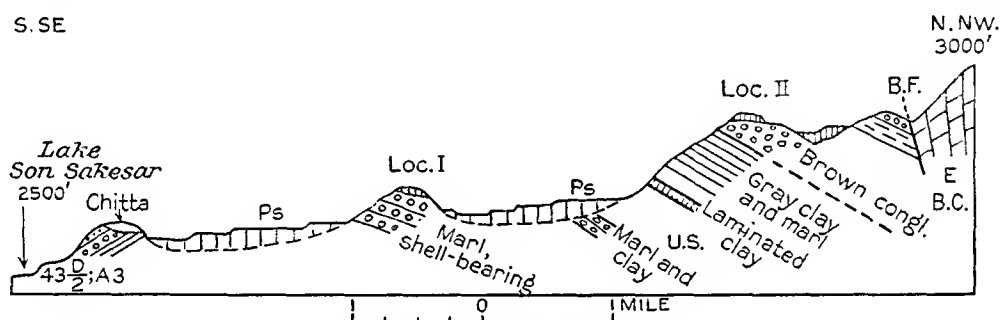 S. SE
N. NW.
3000'
B.F.
Loc. II
Lake
Son Sakesar
2500'
Chitta
Loc. I
Ps
Ps
E
B.C.
Brown congl.
Gray clay
and marl
Laminated
clay
U.S.
Marl and
clay
Marl,
shell-bearing
43 D/2; A3
0
1 MILE